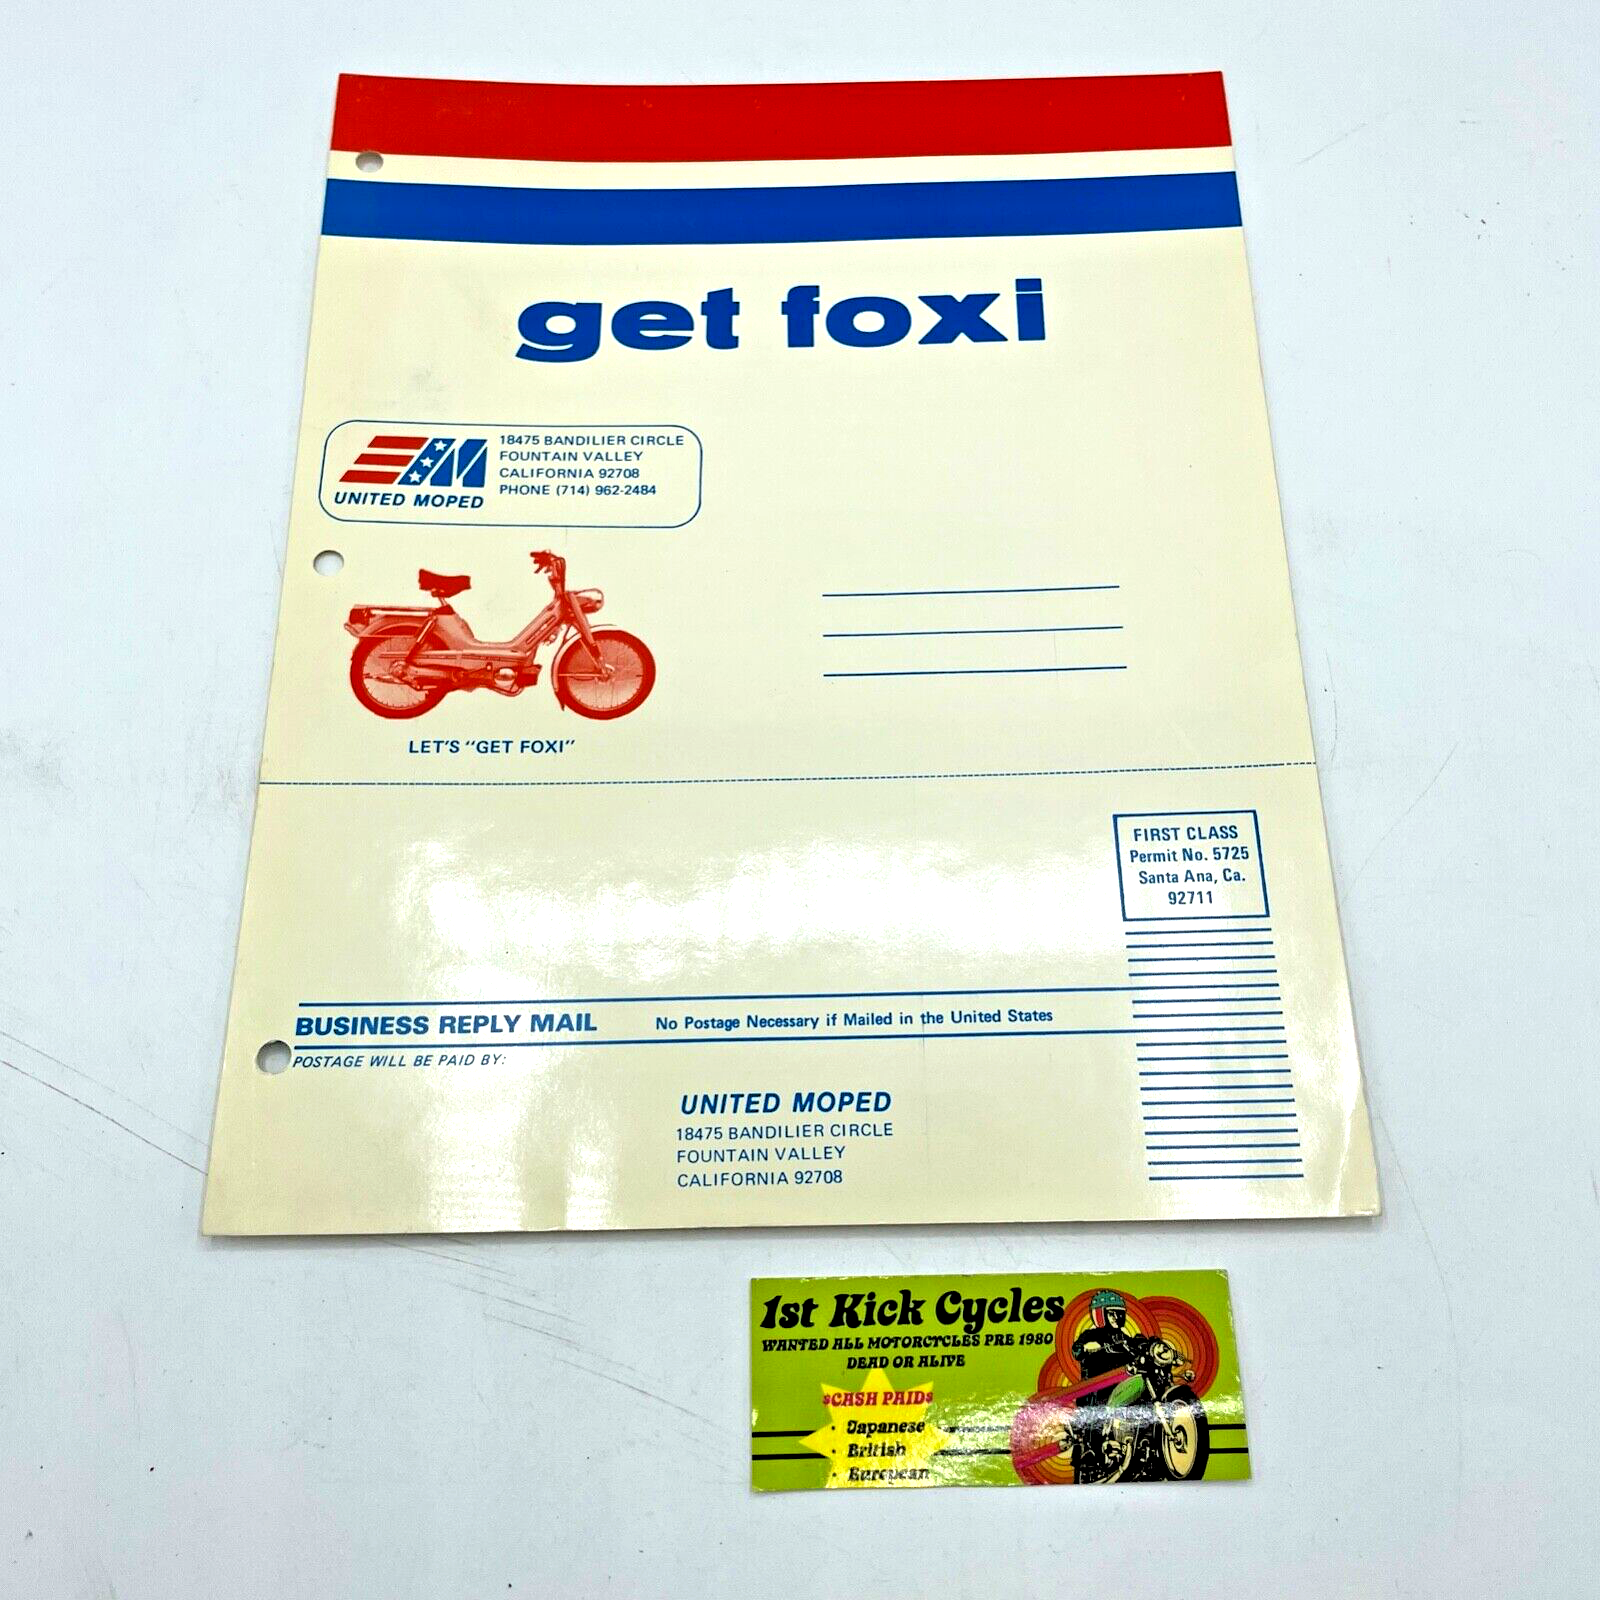 get foxi
18475 BANDILIER CIRCLE
FOUNTAIN VALLEY
CALIFORNIA 92708
PHONE (714) 962-2484
UNITED MOPED
LET'S "GET FOXI"
FIRST CLASS
Permit No. 5725
Santa Ana, Ca.
92711
BUSINESS REPLY MAIL No Postage Necessary if Mailed in the United States
POSTAGE WILL BE PAID BY:
UNITED MOPED
18475 BANDILIER CIRCLE
FOUNTAIN VALLEY
CALIFORNIA 92708
1st Kick Cycles
WANTED ALL MOTORCYCLES PRE 1980
DEAD OR ALIVE
$CASH PAID$
· Japanese
· British
· European